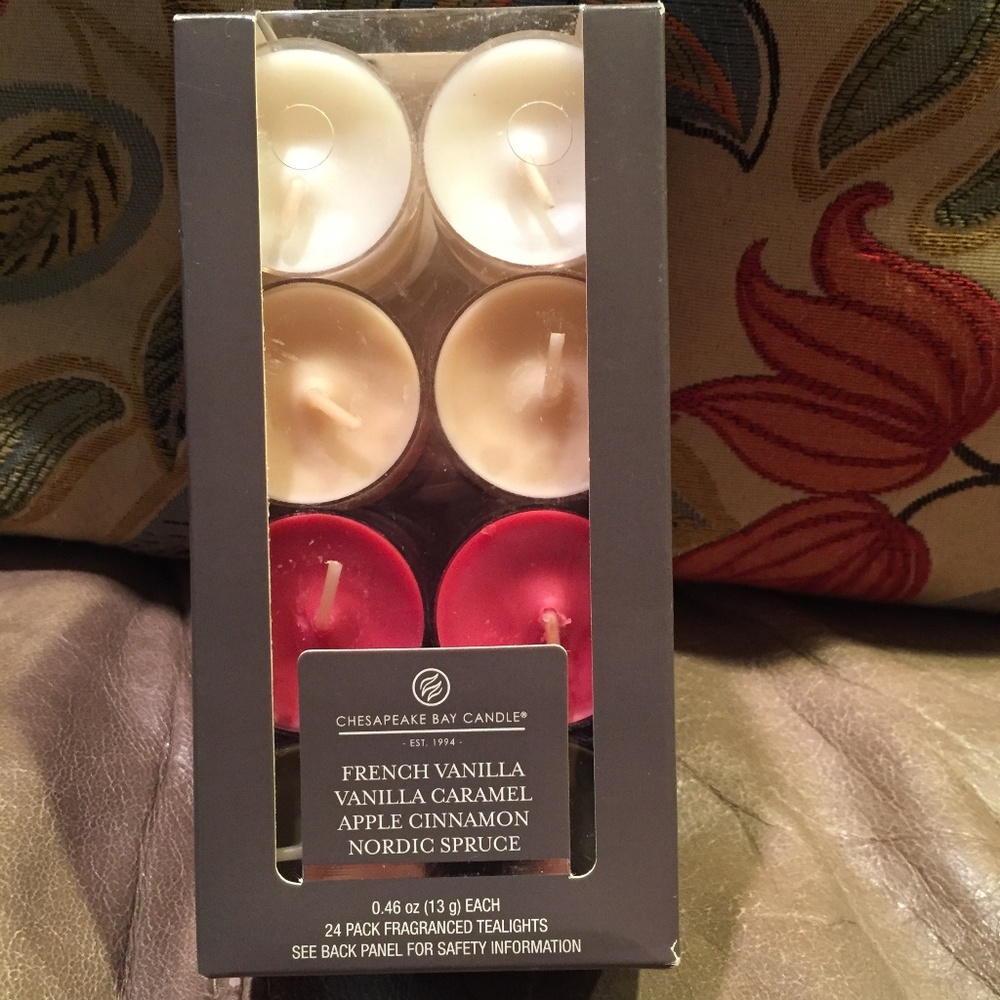 CHESAPEAKE BAY CANDLE®
- EST. 1994 -
FRENCH VANILLA
VANILLA CARAMEL
APPLE CINNAMON
NORDIC SPRUCE
0.46 oz (13 g) EACH
24 PACK FRAGRANCED TEALIGHTS
SEE BACK PANEL FOR SAFETY INFORMATION